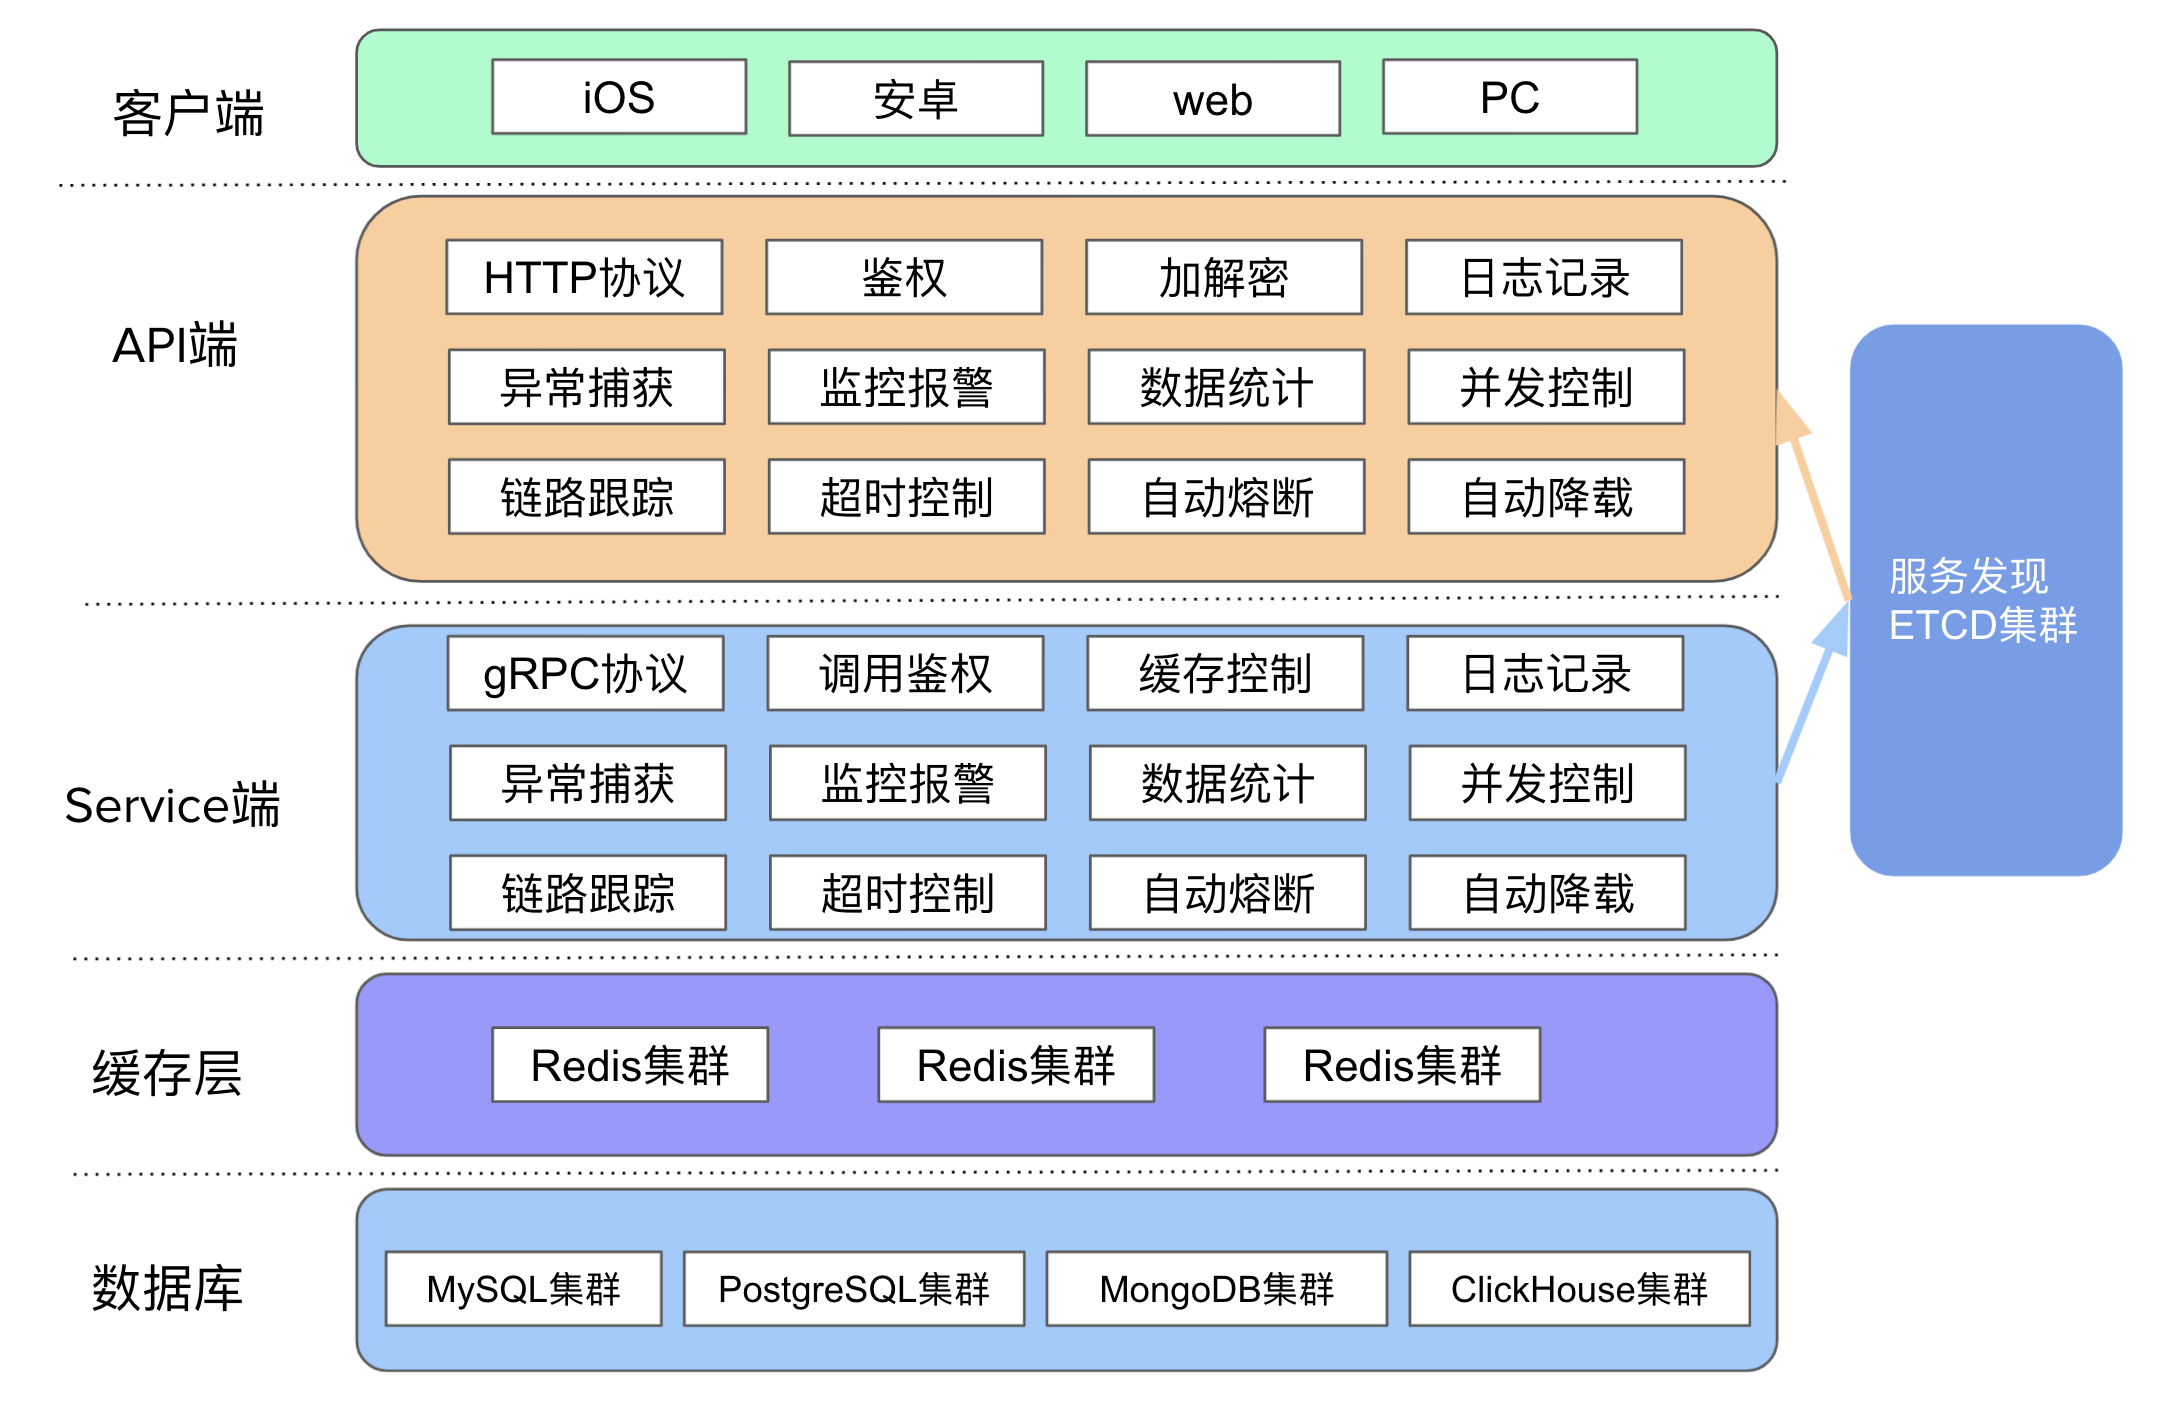 客户端
iOS
安卓
web
PC
API端
HTTP协议
鉴权
加解密
日志记录
异常捕获
监控报警
数据统计
并发控制
链路跟踪
超时控制
自动熔断
自动降载
服务发现
ETCD集群
Service端
gRPC协议
调用鉴权
缓存控制
日志记录
异常捕获
监控报警
数据统计
并发控制
链路跟踪
超时控制
自动熔断
自动降载
缓存层
Redis集群
Redis集群
Redis集群
数据库
MySQL集群
PostgreSQL集群
MongoDB集群
ClickHouse集群